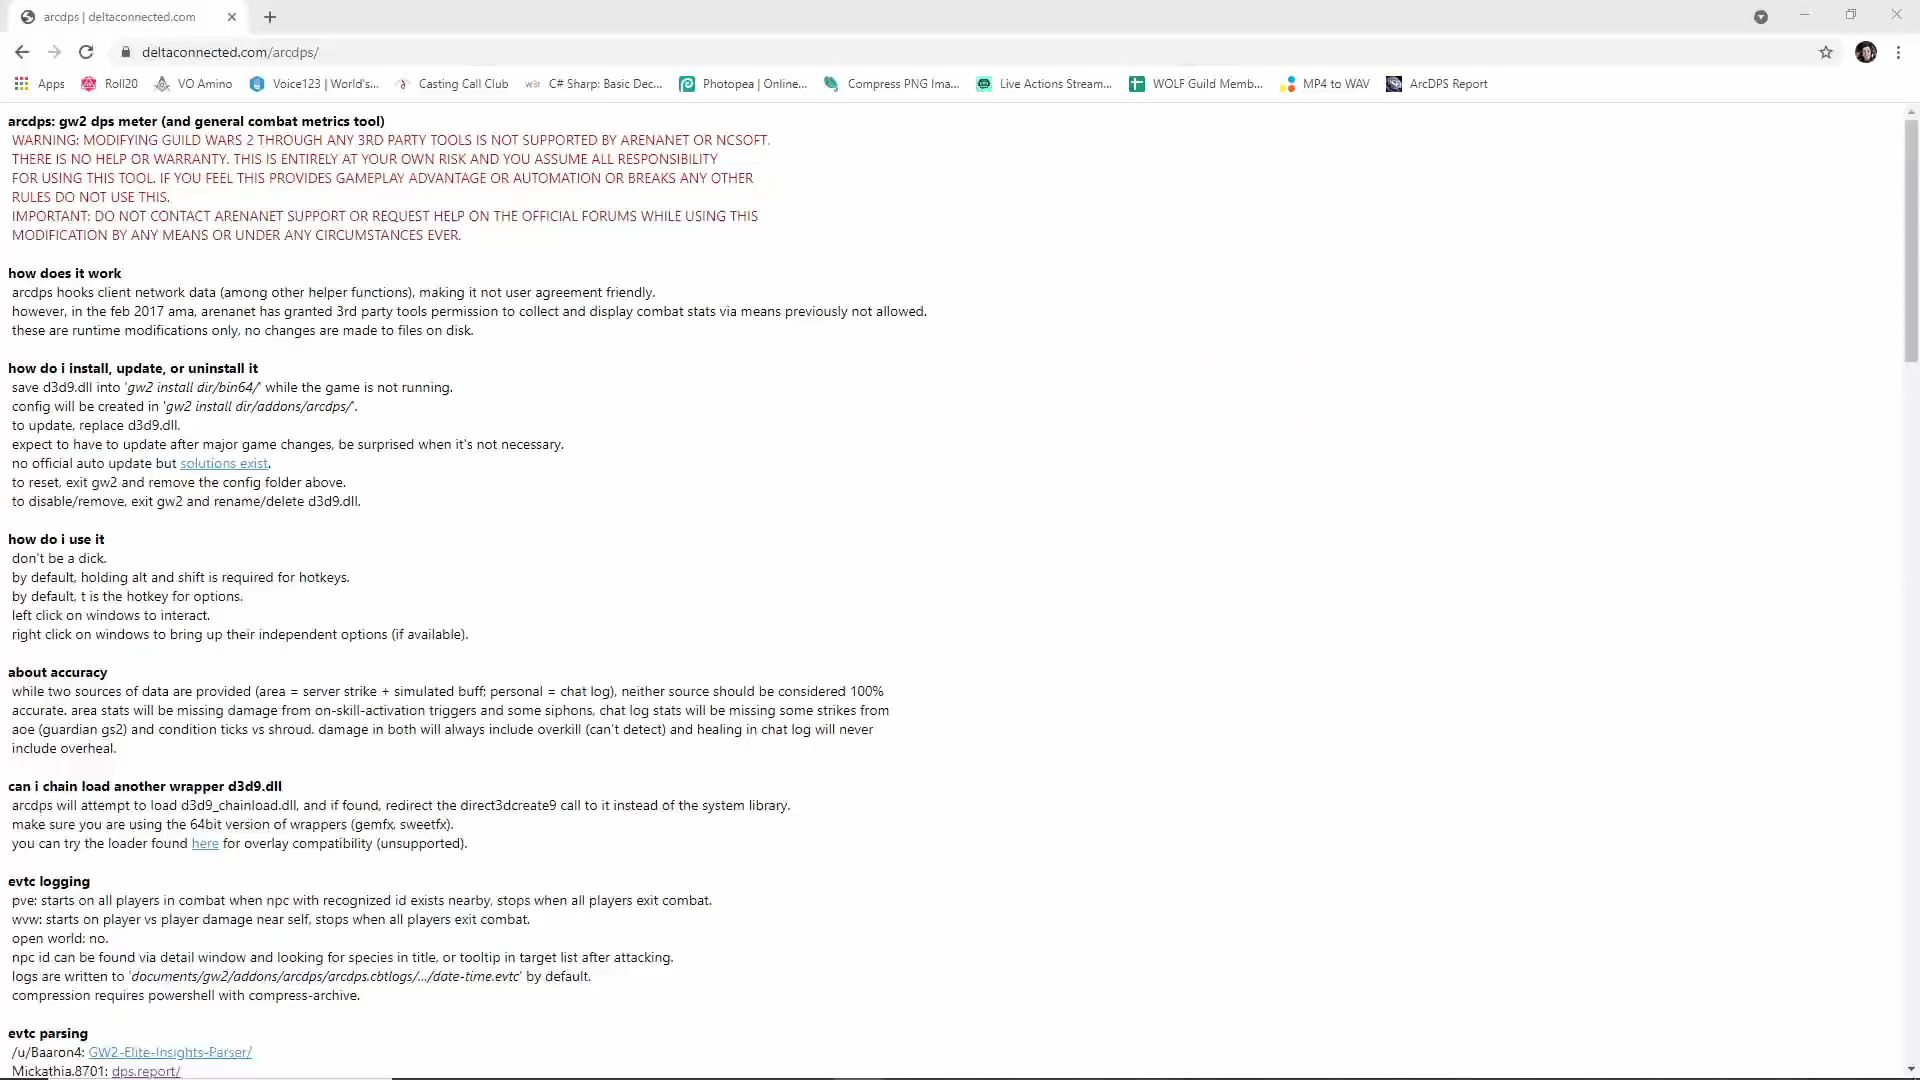 arcdps | deltaconnected.com
deltaconnected.com/arcdps/
Apps Roll20 VO Amino Voice123 | World's... Casting Call Club C# Sharp: Basic Dec... Photopea | Online... Compress PNG Ima... Live Actions Stream... WOLF Guild Memb... MP4 to WAV ArcDPS Report
arcdps: gw2 dps meter (and general combat metrics tool)
WARNING: MODIFYING GUILD WARS 2 THROUGH ANY 3RD PARTY TOOLS IS NOT SUPPORTED BY ARENANET OR NCSOFT.
THERE IS NO HELP OR WARRANTY. THIS IS ENTIRELY AT YOUR OWN RISK AND YOU ASSUME ALL RESPONSIBILITY
FOR USING THIS TOOL. IF YOU FEEL THIS PROVIDES GAMEPLAY ADVANTAGE OR AUTOMATION OR BREAKS ANY OTHER
RULES DO NOT USE THIS.
IMPORTANT: DO NOT CONTACT ARENANET SUPPORT OR REQUEST HELP ON THE OFFICIAL FORUMS WHILE USING THIS
MODIFICATION BY ANY MEANS OR UNDER ANY CIRCUMSTANCES EVER.
how does it work
arcdps hooks client network data (among other helper functions), making it not user agreement friendly.
however, in the feb 2017 ama, arenanet has granted 3rd party tools permission to collect and display combat stats via means previously not allowed.
these are runtime modifications only, no changes are made to files on disk.
how do i install, update, or uninstall it
save d3d9.dll into 'gw2 install dir/bin64/' while the game is not running.
config will be created in 'gw2 install dir/addons/arcdps/'.
to update, replace d3d9.dll.
expect to have to update after major game changes, be surprised when it's not necessary.
no official auto update but solutions exist.
to reset, exit gw2 and remove the config folder above.
to disable/remove, exit gw2 and rename/delete d3d9.dll.
how do i use it
don't be a dick.
by default, holding alt and shift is required for hotkeys.
by default, t is the hotkey for options.
left click on windows to interact.
right click on windows to bring up their independent options (if available).
about accuracy
while two sources of data are provided (area = server strike + simulated buff; personal = chat log), neither source should be considered 100%
accurate. area stats will be missing damage from on-skill-activation triggers and some siphons, chat log stats will be missing some strikes from
aoe (guardian gs2) and condition ticks vs shroud. damage in both will always include overkill (can't detect) and healing in chat log will never
include overheal.
can i chain load another wrapper d3d9.dll
arcdps will attempt to load d3d9_chainload.dll, and if found, redirect the direct3dcreate9 call to it instead of the system library.
make sure you are using the 64bit version of wrappers (gemfx, sweetfx).
you can try the loader found here for overlay compatibility (unsupported).
evtc logging
pve: starts on all players in combat when npc with recognized id exists nearby, stops when all players exit combat.
wvw: starts on player vs player damage near self, stops when all players exit combat.
open world: no.
npc id can be found via detail window and looking for species in title, or tooltip in target list after attacking.
logs are written to 'documents/gw2/addons/arcdps/arcdps.cbtlogs/.../date-time.evtc' by default.
compression requires powershell with compress-archive.
evtc parsing
/u/Baaron4: GW2-Elite-Insights-Parser/
Mickathia.8701: dps.report/